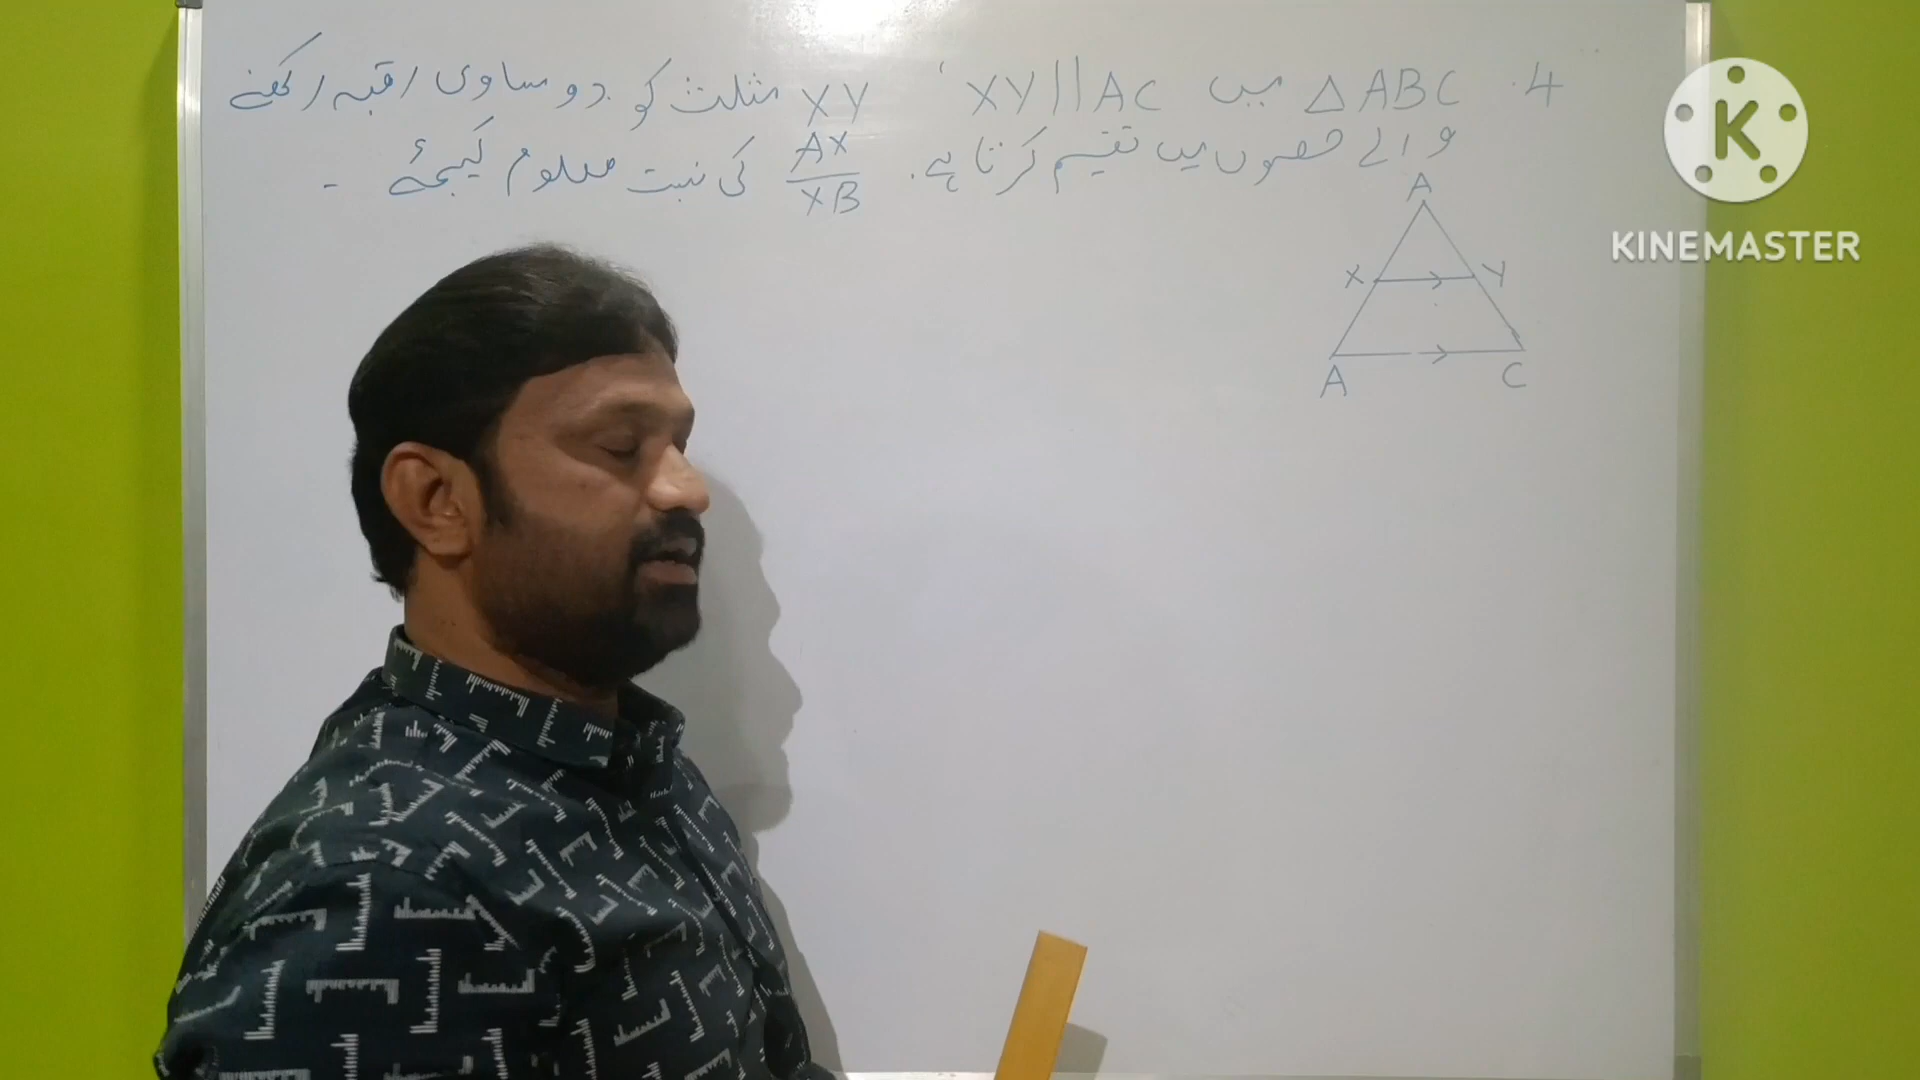 4. △ABC میں XY||AC ، XY مثلث کو دو مساوی رقبہ رکھنے
والے حصوں میں تقسیم کرتا ہے. AX/XB کی نسبت معلوم کیجئے ۔
A
X Y
A C
K
KINEMASTER